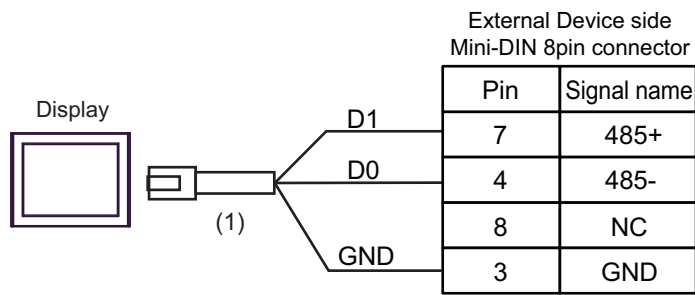 External Device side
Mini-DIN 8pin connector
Display
Pin Signal name
D1 7 485+
D0 4 485-
8 NC
(1)
GND 3 GND